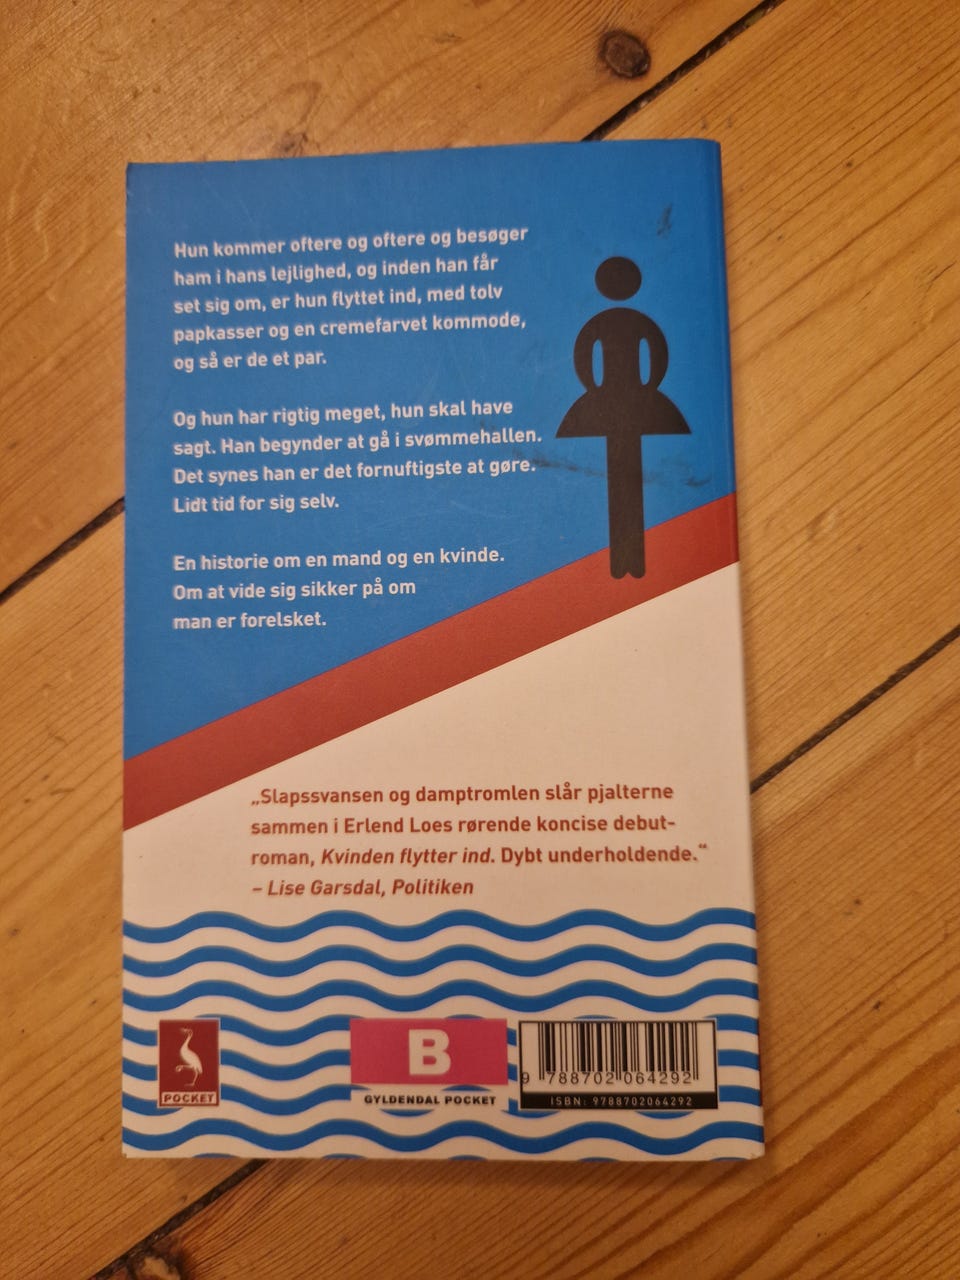 Hun kommer oftere og oftere og besøger
ham i hans lejlighed, og inden han får
set sig om, er hun flyttet ind, med tolv
papkasser og en cremefarvet kommode,
og så er de et par.
Og hun har rigtig meget, hun skal have
sagt. Han begynder at gå i svømmehallen.
Det synes han er det fornuftigste at gøre.
Lidt tid for sig selv.
En historie om en mand og en kvinde.
Om at vide sig sikker på om
man er forelsket.
„Slapssvansen og damptromlen slår pjalterne
sammen i Erlend Loes rørende koncise debut-
roman, Kvinden flytter ind. Dybt underholdende.“
– Lise Garsdal, Politiken
POCKET
B
GYLDENDAL POCKET
9 788702 064292
ISBN: 9788702064292